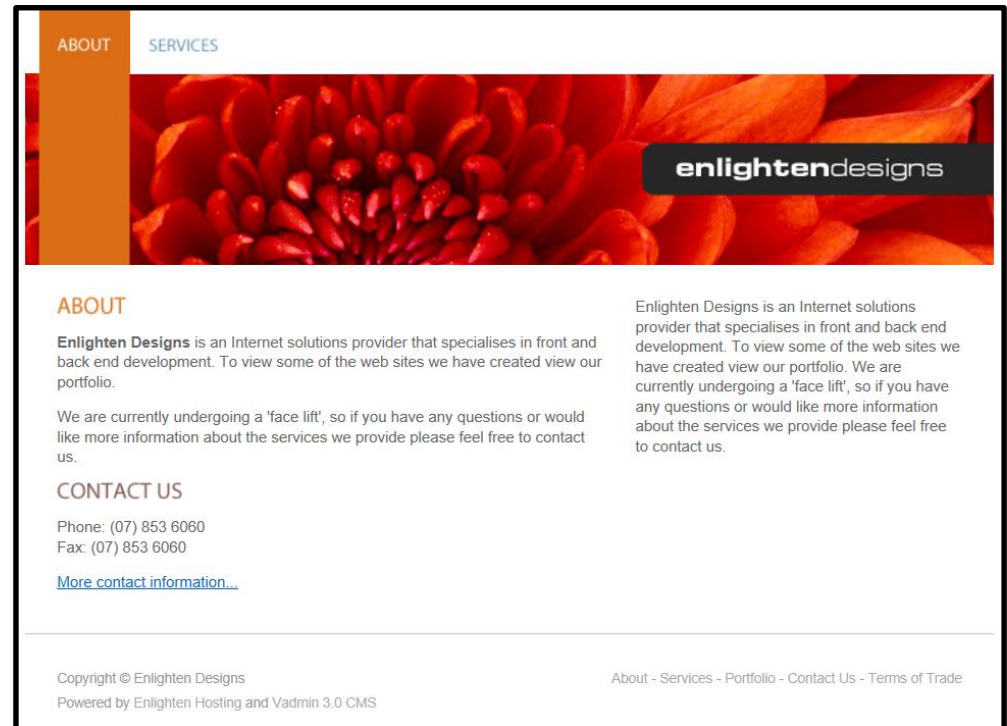 ABOUT SERVICES
enlightendesigns
ABOUT
Enlighten Designs is an Internet solutions provider that specialises in front and
back end development. To view some of the web sites we have created view our
portfolio.
We are currently undergoing a 'face lift', so if you have any questions or would
like more information about the services we provide please feel free to contact
us.
CONTACT US
Phone: (07) 853 6060
Fax: (07) 853 6060
More contact information...
Enlighten Designs is an Internet solutions
provider that specialises in front and back end
development. To view some of the web sites we
have created view our portfolio. We are
currently undergoing a 'face lift', so if you have
any questions or would like more information
about the services we provide please feel free
to contact us.
Copyright © Enlighten Designs
Powered by Enlighten Hosting and Vadmin 3.0 CMS
About - Services - Portfolio - Contact Us - Terms of Trade